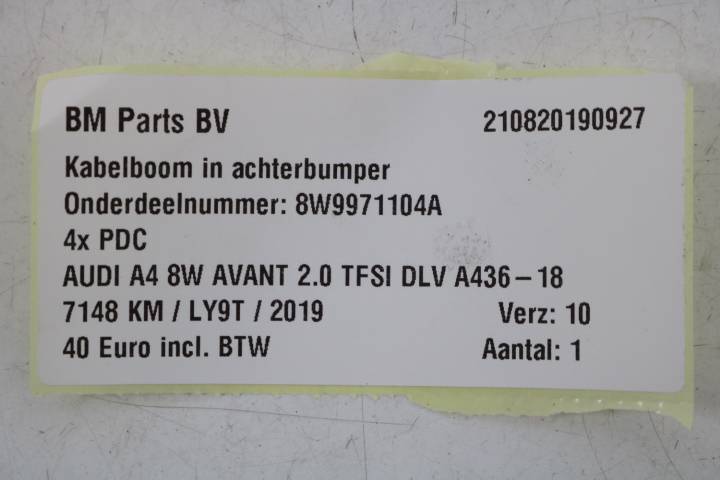 BM Parts BV 210820190927
Kabelboom in achterbumper
Onderdeelnummer: 8W9971104A
4x PDC
AUDI A4 8W AVANT 2.0 TFSI DLV A436-18
7148 KM / LY9T / 2019 Verz: 10
40 Euro incl. BTW Aantal: 1